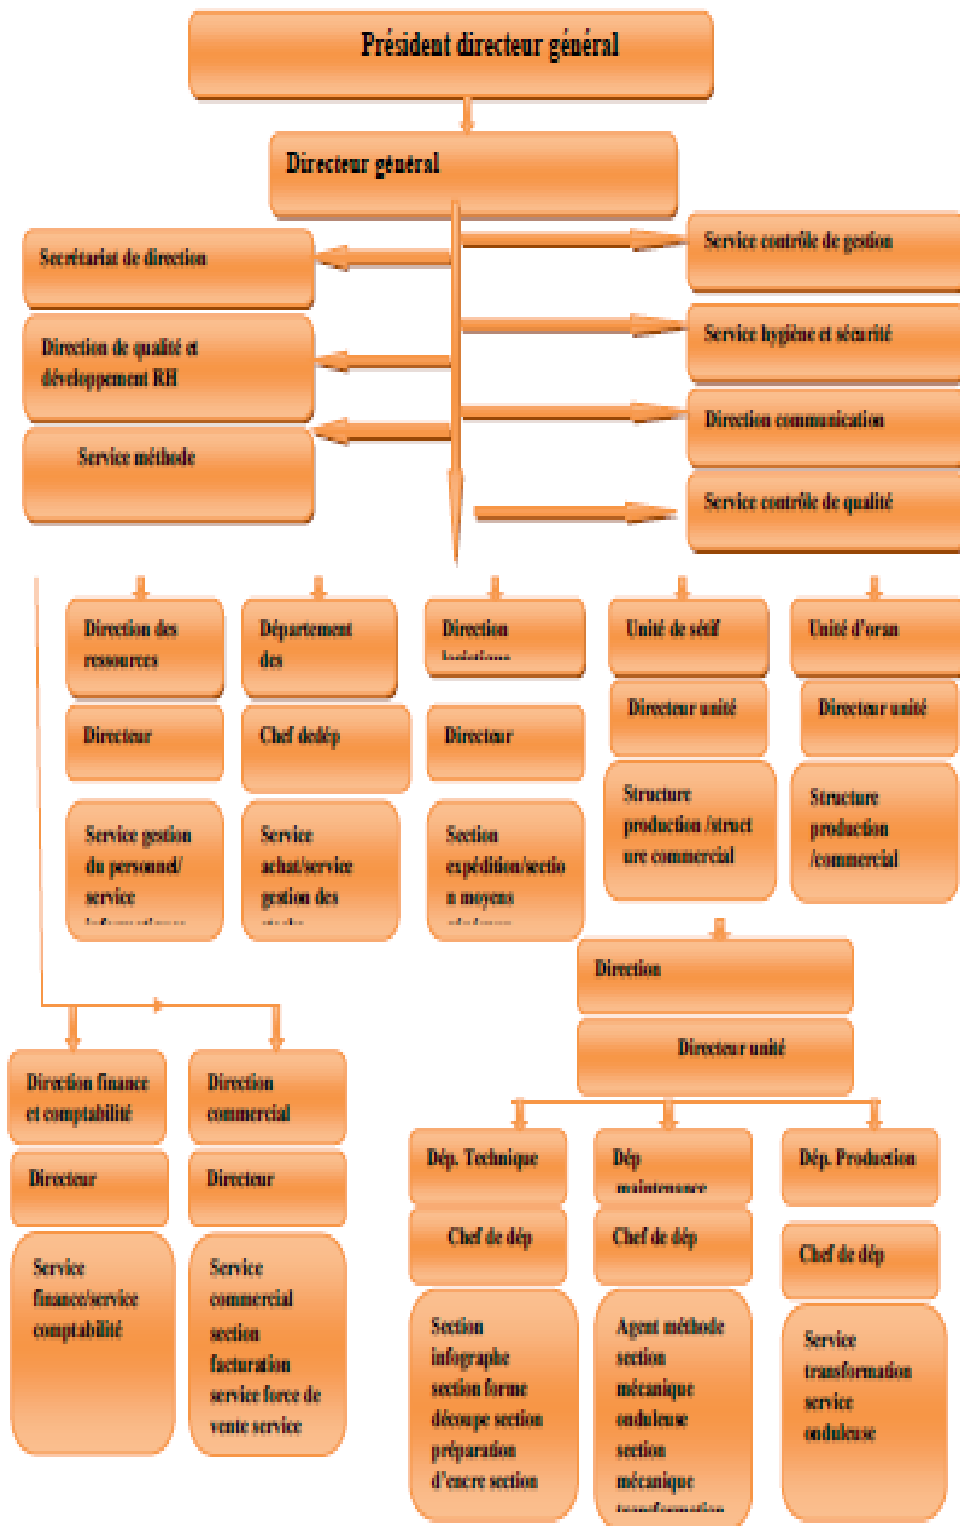 Président directeur général
Directeur général
Secrétariat de direction
Service contrôle de gestion
Direction de qualité et
développement RH
Service hygiène et sécurité
Service méthode
Direction communication
Service contrôle de qualité
Direction des
ressources
Directeur
Service gestion
du personnel/
service
Département
des
Chef dedép
Service
achat/service
gestion des
Direction
Directeur
Section
expédition/sectio
n moyens
Unité de sétif
Directeur unité
Structure
production /struct
ure commercial
Unité d'oran
Directeur unité
Structure
production
/commercial
Direction
Directeur unité
Direction finance
et comptabilité
Directeur
Service
finance/service
comptabilité
Direction
commercial
Directeur
Service
commercial
section
facturation
service force de
vente service
Dép. Technique
Chef de dép
Section
infographe
section forme
découpe section
préparation
d'encre section
Dép
maintenance
Chef de dép
Agent méthode
section
mécanique
onduleuse
section
mécanique
transformation
Dép. Production
Chef de dép
Service
transformation
service
onduleuse